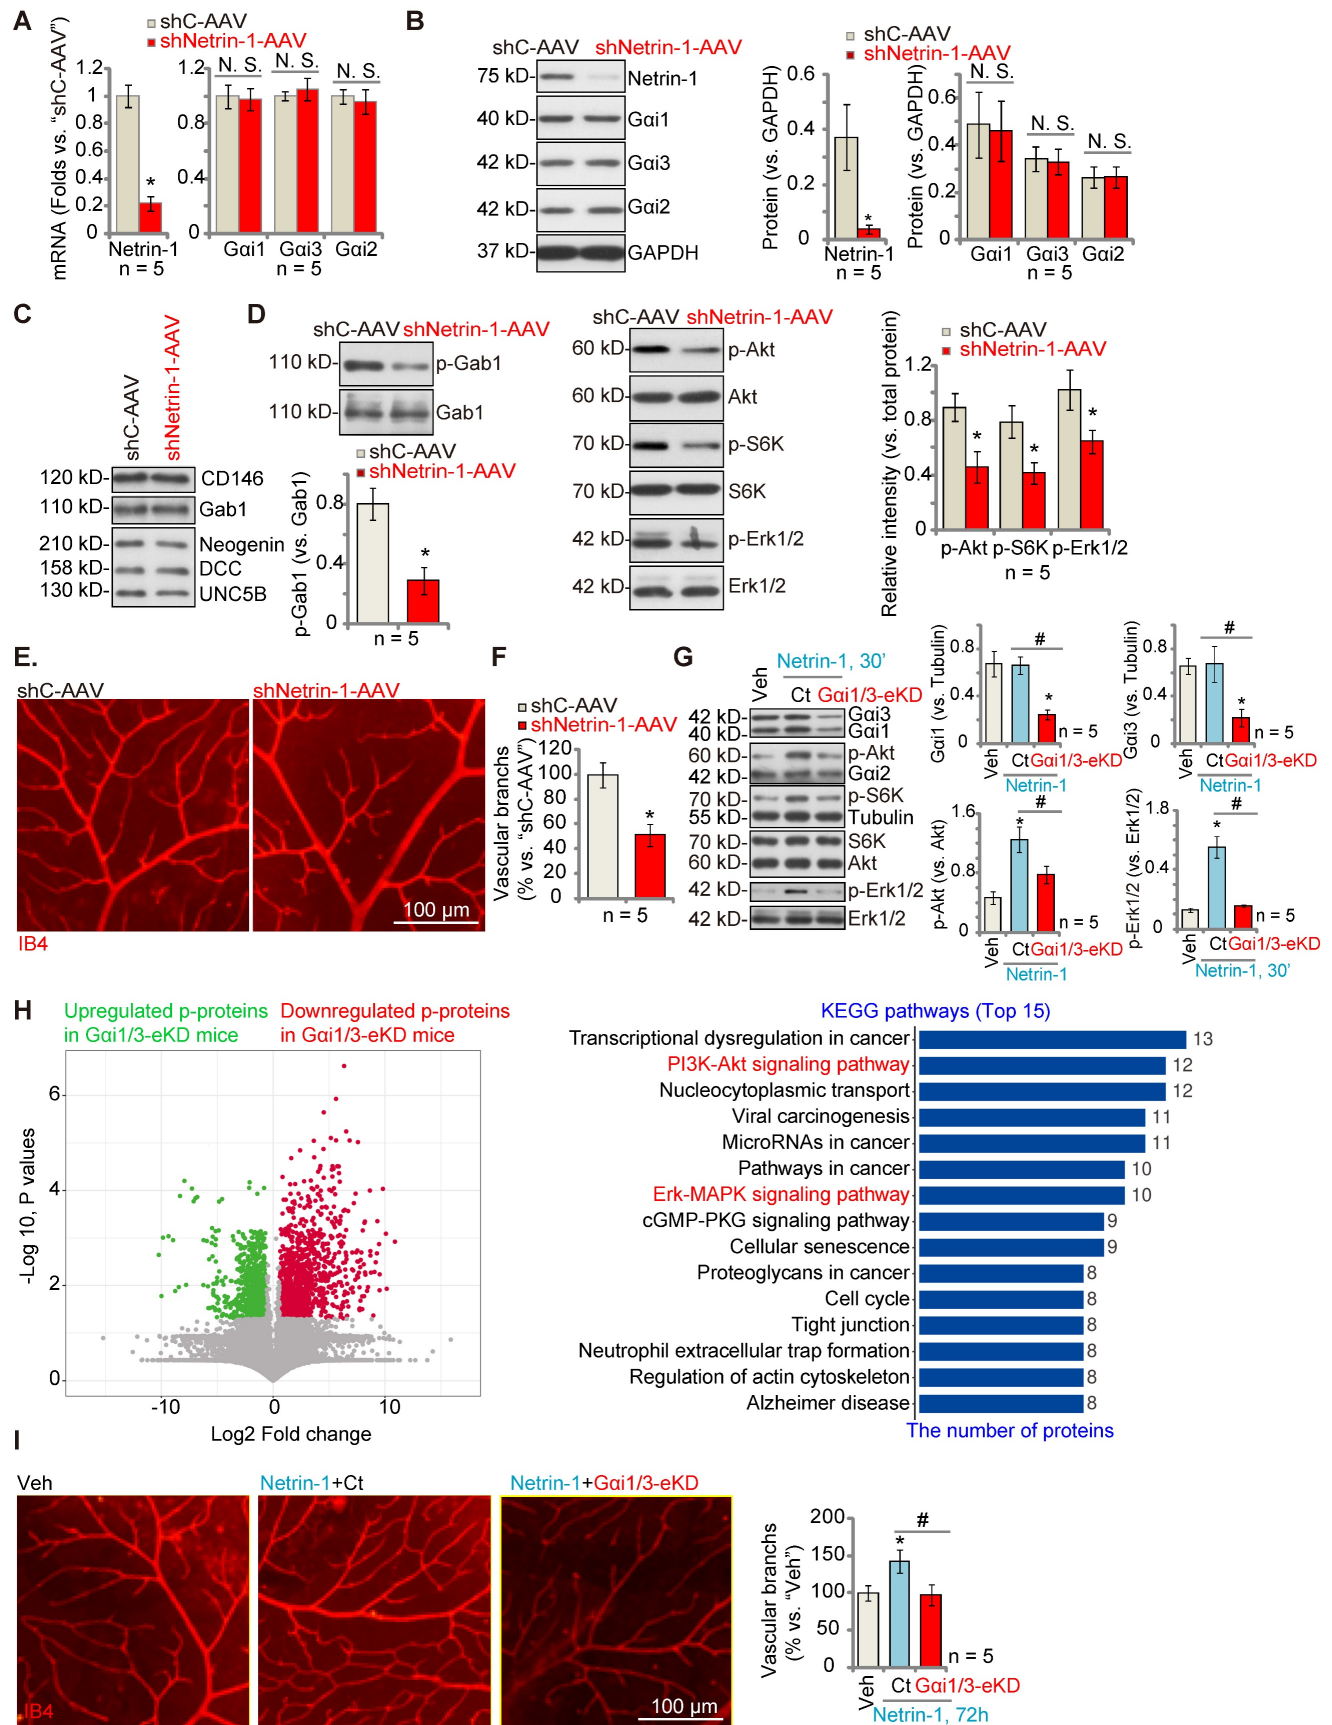 A
shC-AAV
shNetrin-1-AAV
mRNA (Folds vs. “shC-AAV”)
1.2
1
0.8
0.4
0.2
0
*
Netrin-1
n = 5
1.2
1
0.8
0.4
0
N. S.
N. S.
N. S.
Gαi1
Gαi3
Gαi2
n = 5
B
shC-AAV
shNetrin-1-AAV
75 kD-
Netrin-1
40 kD-
Gαi1
42 kD-
Gαi3
42 kD-
Gαi2
37 kD-
GAPDH
shC-AAV
shNetrin-1-AAV
Protein (vs. GAPDH)
0.6
0.4
0.2
0
*
Netrin-1
n = 5
Protein (vs. GAPDH)
0.6
0.4
0.2
0
N. S.
N. S.
N. S.
Gαi1
Gαi3
Gαi2
n = 5
C
shC-AAV
shNetrin-1-AAV
120 kD-
CD146
110 kD-
Gab1
210 kD-
Neogenin
158 kD-
DCC
130 kD-
UNC5B
D
shC-AAV
shNetrin-1-AAV
110 kD-
p-Gab1
110 kD-
Gab1
shC-AAV
shNetrin-1-AAV
p-Gab1 (vs. Gab1)
0.8
0.4
0
*
n = 5
shC-AAV
shNetrin-1-AAV
60 kD-
p-Akt
60 kD-
Akt
70 kD-
p-S6K
70 kD-
S6K
42 kD-
p-Erk1/2
42 kD-
Erk1/2
shC-AAV
shNetrin-1-AAV
Relative intensity (vs. total protein)
1.2
0.8
0.4
0
*
*
*
p-Akt
p-S6K
p-Erk1/2
n = 5
E.
shC-AAV
shNetrin-1-AAV
100 µm
IB4
F
shC-AAV
shNetrin-1-AAV
Vascular branchs
(% vs. “shC-AAV”)
120
100
80
60
40
20
0
*
n = 5
G
Veh
Netrin-1, 30’
Ct
Gαi1/3-eKD
42 kD-
Gαi3
40 kD-
Gαi1
60 kD-
p-Akt
42 kD-
Gαi2
70 kD-
p-S6K
55 kD-
Tubulin
70 kD-
S6K
60 kD-
Akt
42 kD-
p-Erk1/2
42 kD-
Erk1/2
Gαi1 (vs. Tubulin)
0.8
0.4
0
#
*
n = 5
Veh
Ct
Gαi1/3-eKD
Netrin-1
Gαi3 (vs. Tubulin)
0.8
0.4
0
#
*
n = 5
Veh
Ct
Gαi1/3-eKD
Netrin-1
p-Akt (vs. Akt)
1.6
0.8
0
#
*
n = 5
Veh
Ct
Gαi1/3-eKD
Netrin-1
p-Erk1/2 (vs. Erk1/2)
1.8
0.4
0
#
*
n = 5
Veh
Ct
Gαi1/3-eKD
Netrin-1, 30’
H
Upregulated p-proteins
in Gαi1/3-eKD mice
Downregulated p-proteins
in Gαi1/3-eKD mice
-Log 10, P values
6
4
2
0
-10
0
10
Log2 Fold change
KEGG pathways (Top 15)
Transcriptional dysregulation in cancer
13
PI3K-Akt signaling pathway
12
Nucleocytoplasmic transport
12
Viral carcinogenesis
11
MicroRNAs in cancer
11
Pathways in cancer
10
Erk-MAPK signaling pathway
10
cGMP-PKG signaling pathway
9
Cellular senescence
9
Proteoglycans in cancer
8
Cell cycle
8
Tight junction
8
Neutrophil extracellular trap formation
8
Regulation of actin cytoskeleton
8
Alzheimer disease
8
The number of proteins
I
Veh
Netrin-1+Ct
Netrin-1+Gαi1/3-eKD
IB4
100 µm
Vascular branchs
(% vs. “Veh”)
200
150
100
50
0
#
*
n = 5
Veh
Ct
Gαi1/3-eKD
Netrin-1, 72h